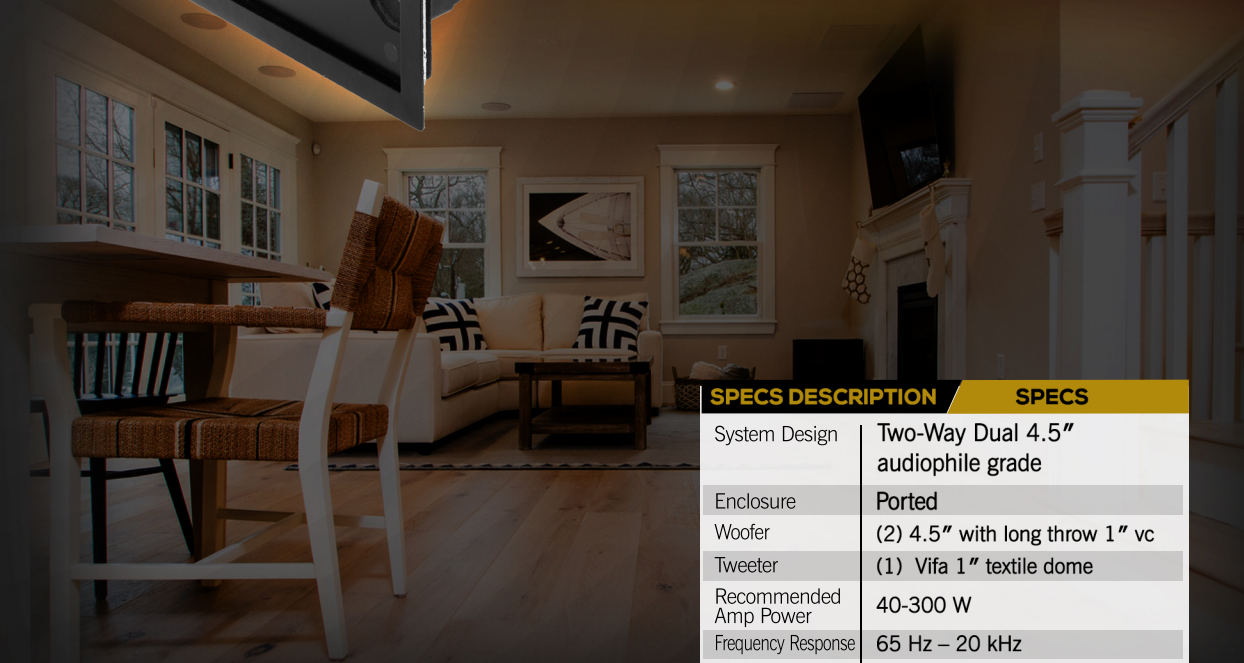 SPECS DESCRIPTION SPECS
System Design Two-Way Dual 4.5″
audiophile grade
Enclosure Ported
Woofer (2) 4.5″ with long throw 1″ vc
Tweeter (1) Vifa 1″ textile dome
Recommended
Amp Power 40-300 W
Frequency Response 65 Hz – 20 kHz